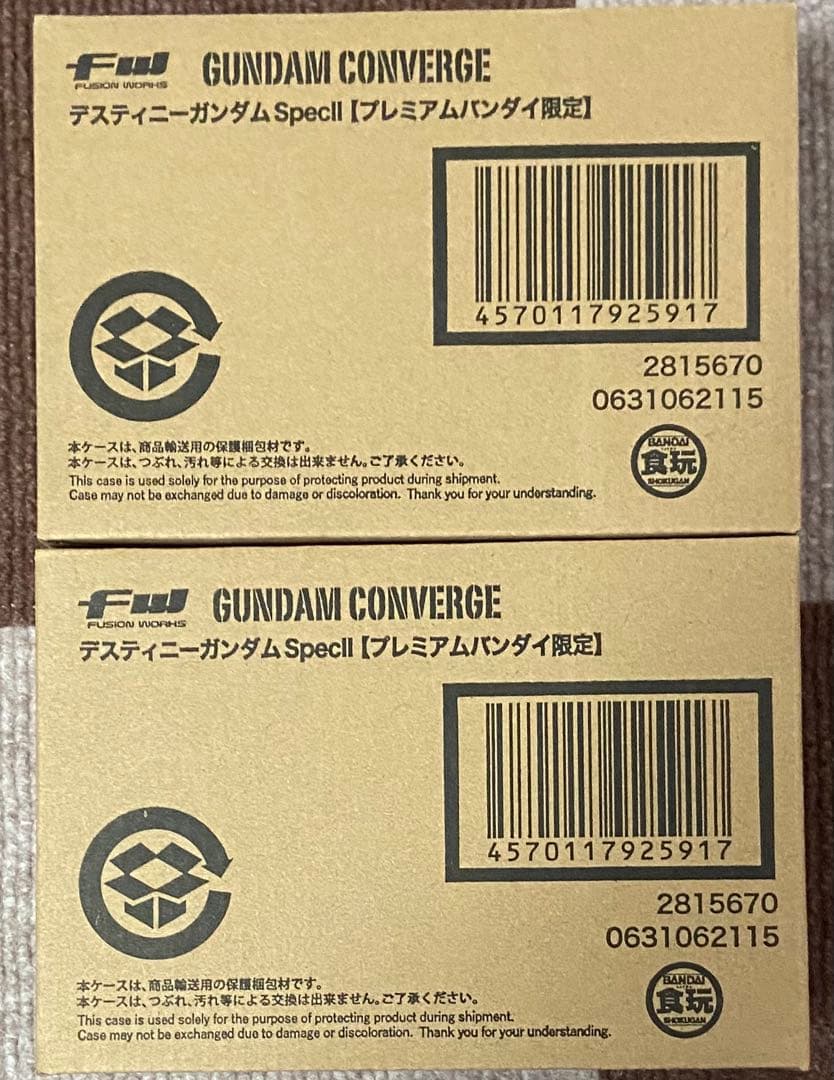 FW GUNDAM CONVERGE
FUSION WORKS
デスティニーガンダムSpecII【プレミアムバンダイ限定】
4570117925917
2815670
0631062115
BANDAI
食玩
SHOKUGAN
本ケースは、商品輸送用の保護梱包材です。
本ケースは、つぶれ、汚れ等による交換は出来ません。ご了承ください。
This case is used solely for the purpose of protecting product during shipment.
Case may not be exchanged due to damage or discoloration. Thank you for your understanding.
FW GUNDAM CONVERGE
FUSION WORKS
デスティニーガンダムSpecII【プレミアムバンダイ限定】
4570117925917
2815670
0631062115
BANDAI
食玩
SHOKUGAN
本ケースは、商品輸送用の保護梱包材です。
本ケースは、つぶれ、汚れ等による交換は出来ません。ご了承ください。
This case is used solely for the purpose of protecting product during shipment.
Case may not be exchanged due to damage or discoloration. Thank you for your understanding.